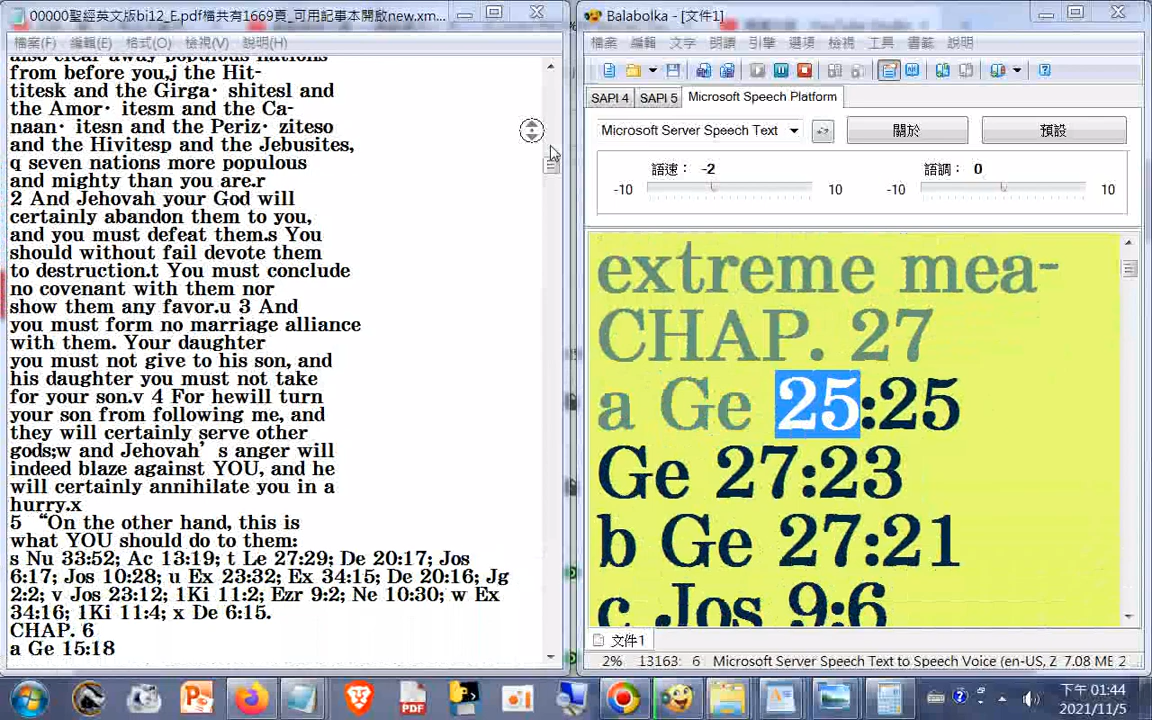 00000聖經英文版bi12_E.pdf檔共有1669頁_可用記事本開啟new.xm...
檔案(F) 編輯(E) 格式(O) 檢視(V) 說明(H)
also clear away populous nations
from before you,j the Hit-
titesk and the Girga· shitesl and
the Amor· itesm and the Ca-
naan· itesn and the Periz· ziteso
and the Hivitesp and the Jebusites,
q seven nations more populous
and mighty than you are.r
2 And Jehovah your God will
certainly abandon them to you,
and you must defeat them.s You
should without fail devote them
to destruction.t You must conclude
no covenant with them nor
show them any favor.u 3 And
you must form no marriage alliance
with them. Your daughter
you must not give to his son, and
his daughter you must not take
for your son.v 4 For hewill turn
your son from following me, and
they will certainly serve other
gods;w and Jehovah's anger will
indeed blaze against YOU, and he
will certainly annihilate you in a
hurry.x
5 “On the other hand, this is
what YOU should do to them:
s Nu 33:52; Ac 13:19; t Le 27:29; De 20:17; Jos
6:17; Jos 10:28; u Ex 23:32; Ex 34:15; De 20:16; Jg
2:2; v Jos 23:12; 1Ki 11:2; Ezr 9:2; Ne 10:30; w Ex
34:16; 1Ki 11:4; x De 6:15.
CHAP. 6
a Ge 15:18
Balabolka - [文件1]
檔案 編輯 文字 朗讀 引擎 選項 檢視 工具 書籤 說明
SAPI 4 SAPI 5 Microsoft Speech Platform
Microsoft Server Speech Text 關於 預設
語速： -2 語調： 0
-10 10 -10 10
extreme mea-
CHAP. 27
a Ge 25:25
Ge 27:23
b Ge 27:21
c Jos 9:6
文件1
2% 13163: 6 Microsoft Server Speech Text to Speech Voice (en-US, Z 7.08 ME 2
PDF
下午 01:44
2021/11/5